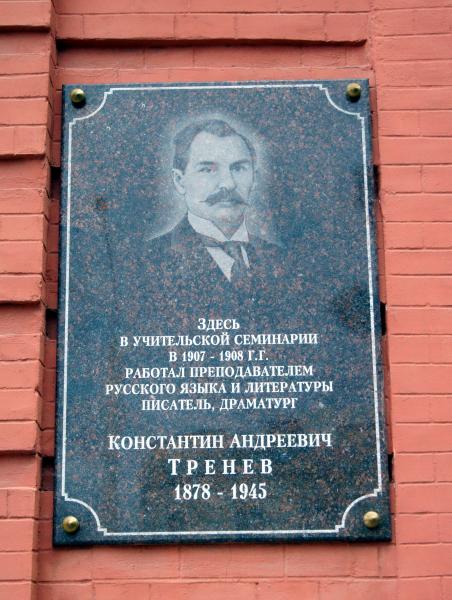 ЗДЕСЬ
В УЧИТЕЛЬСКОЙ СЕМИНАРИИ
В 1907 - 1908 Г.Г.
РАБОТАЛ ПРЕПОДАВАТЕЛЕМ
РУССКОГО ЯЗЫКА И ЛИТЕРАТУРЫ
ПИСАТЕЛЬ, ДРАМАТУРГ
КОНСТАНТИН АНДРЕЕВИЧ
ТРЕНЕВ
1878 - 1945